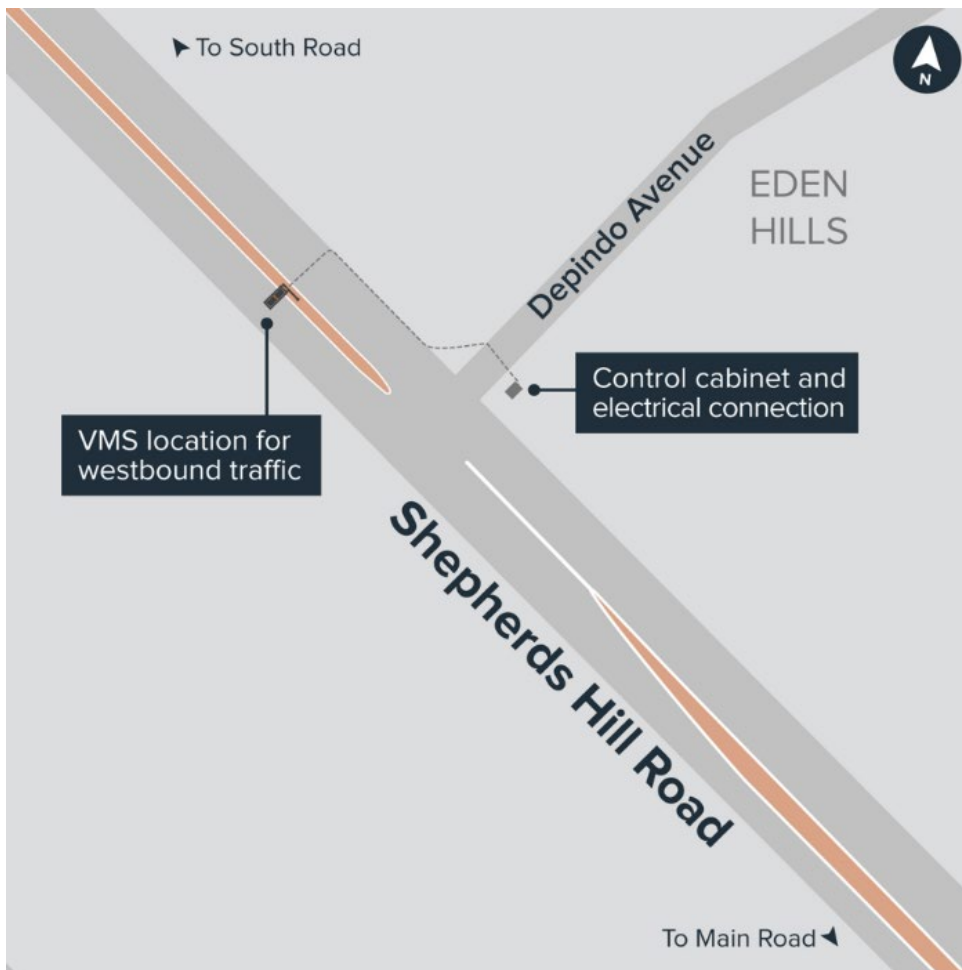 To South Road
N
Depindo Avenue
EDEN
HILLS
Control cabinet and
electrical connection
VMS location for
westbound traffic
Shepherds Hill Road
To Main Road